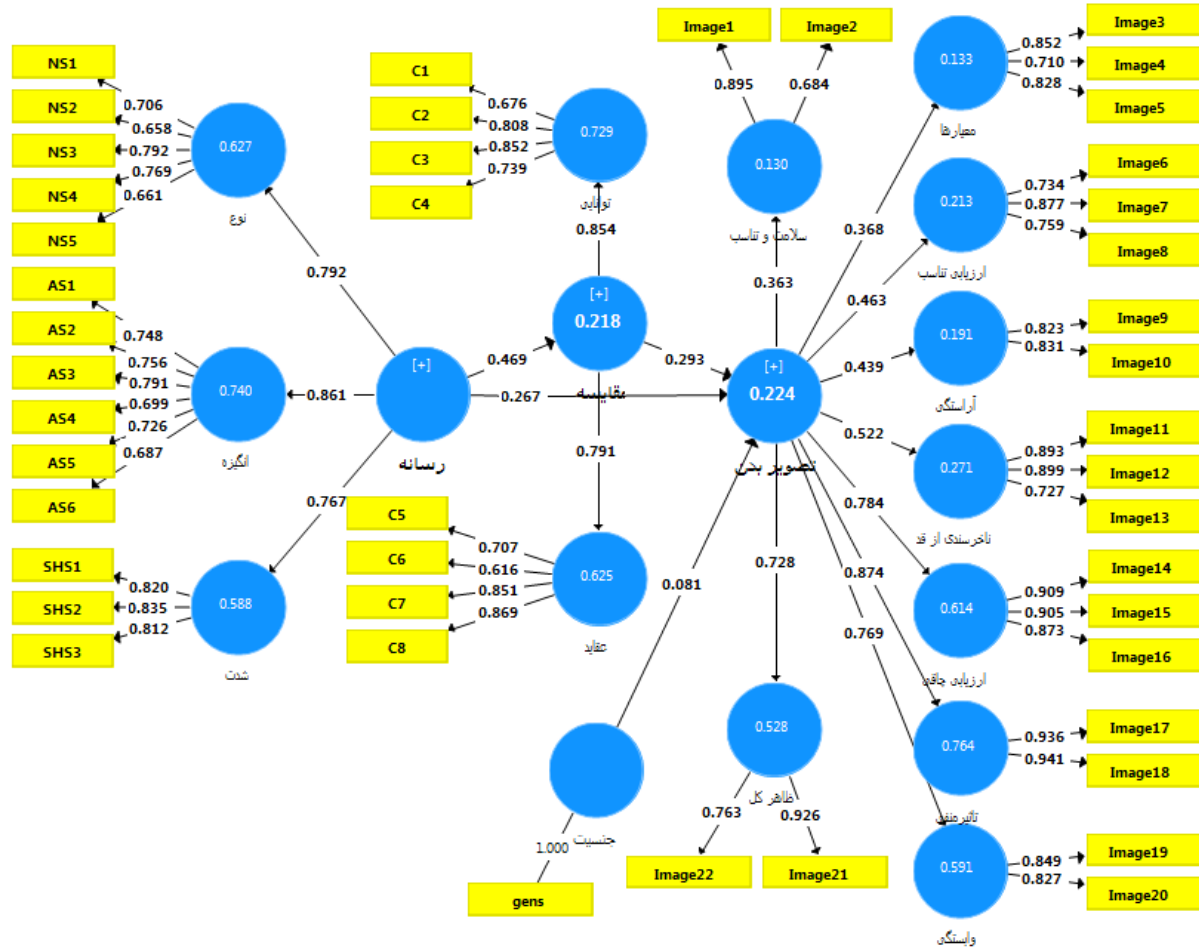 NS1
NS2
NS3
NS4
NS5
0.706
0.658
0.792
0.769
0.661
0.627
نوع
AS1
AS2
AS3
AS4
AS5
AS6
0.748
0.756
0.791
0.699
0.726
0.687
0.740
انگیزه
SHS1
SHS2
SHS3
0.820
0.835
0.812
0.588
شدت
0.792
0.861
0.767
[+]
رسانه
C1
C2
C3
C4
0.676
0.808
0.852
0.739
0.729
توانایی
0.854
[+]
0.218
مقایسه
0.469
0.267
0.293
0.791
C5
C6
C7
C8
0.707
0.616
0.851
0.869
0.625
عقاید
0.081
جنسیت
1.000
gens
Image1
Image2
0.895
0.684
0.130
سلامت و تناسب
0.363
[+]
0.224
تصویر بدن
0.728
0.528
ظاهر کل
0.763
0.926
Image22
Image21
0.368
0.463
0.439
0.522
0.784
0.874
0.769
0.133
معیارها
0.852
0.710
0.828
Image3
Image4
Image5
0.213
ارزیابی تناسب
0.734
0.877
0.759
Image6
Image7
Image8
0.191
آراستگی
0.823
0.831
Image9
Image10
0.271
ناخرسندی از قد
0.893
0.899
0.727
Image11
Image12
Image13
0.614
ارزیابی چاقی
0.909
0.905
0.873
Image14
Image15
Image16
0.764
تاثیرمنفی
0.936
0.941
Image17
Image18
0.591
وابستگی
0.849
0.827
Image19
Image20